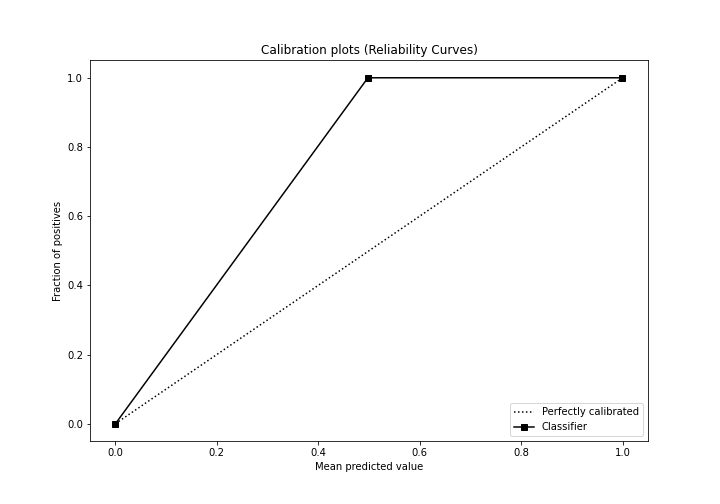 Calibration plots (Reliability Curves)
1.0
0.8
0.6
0.4
0.2
0.0
Fraction of positives
0.0 0.2 0.4 0.6 0.8 1.0
Mean predicted value
Perfectly calibrated
Classifier